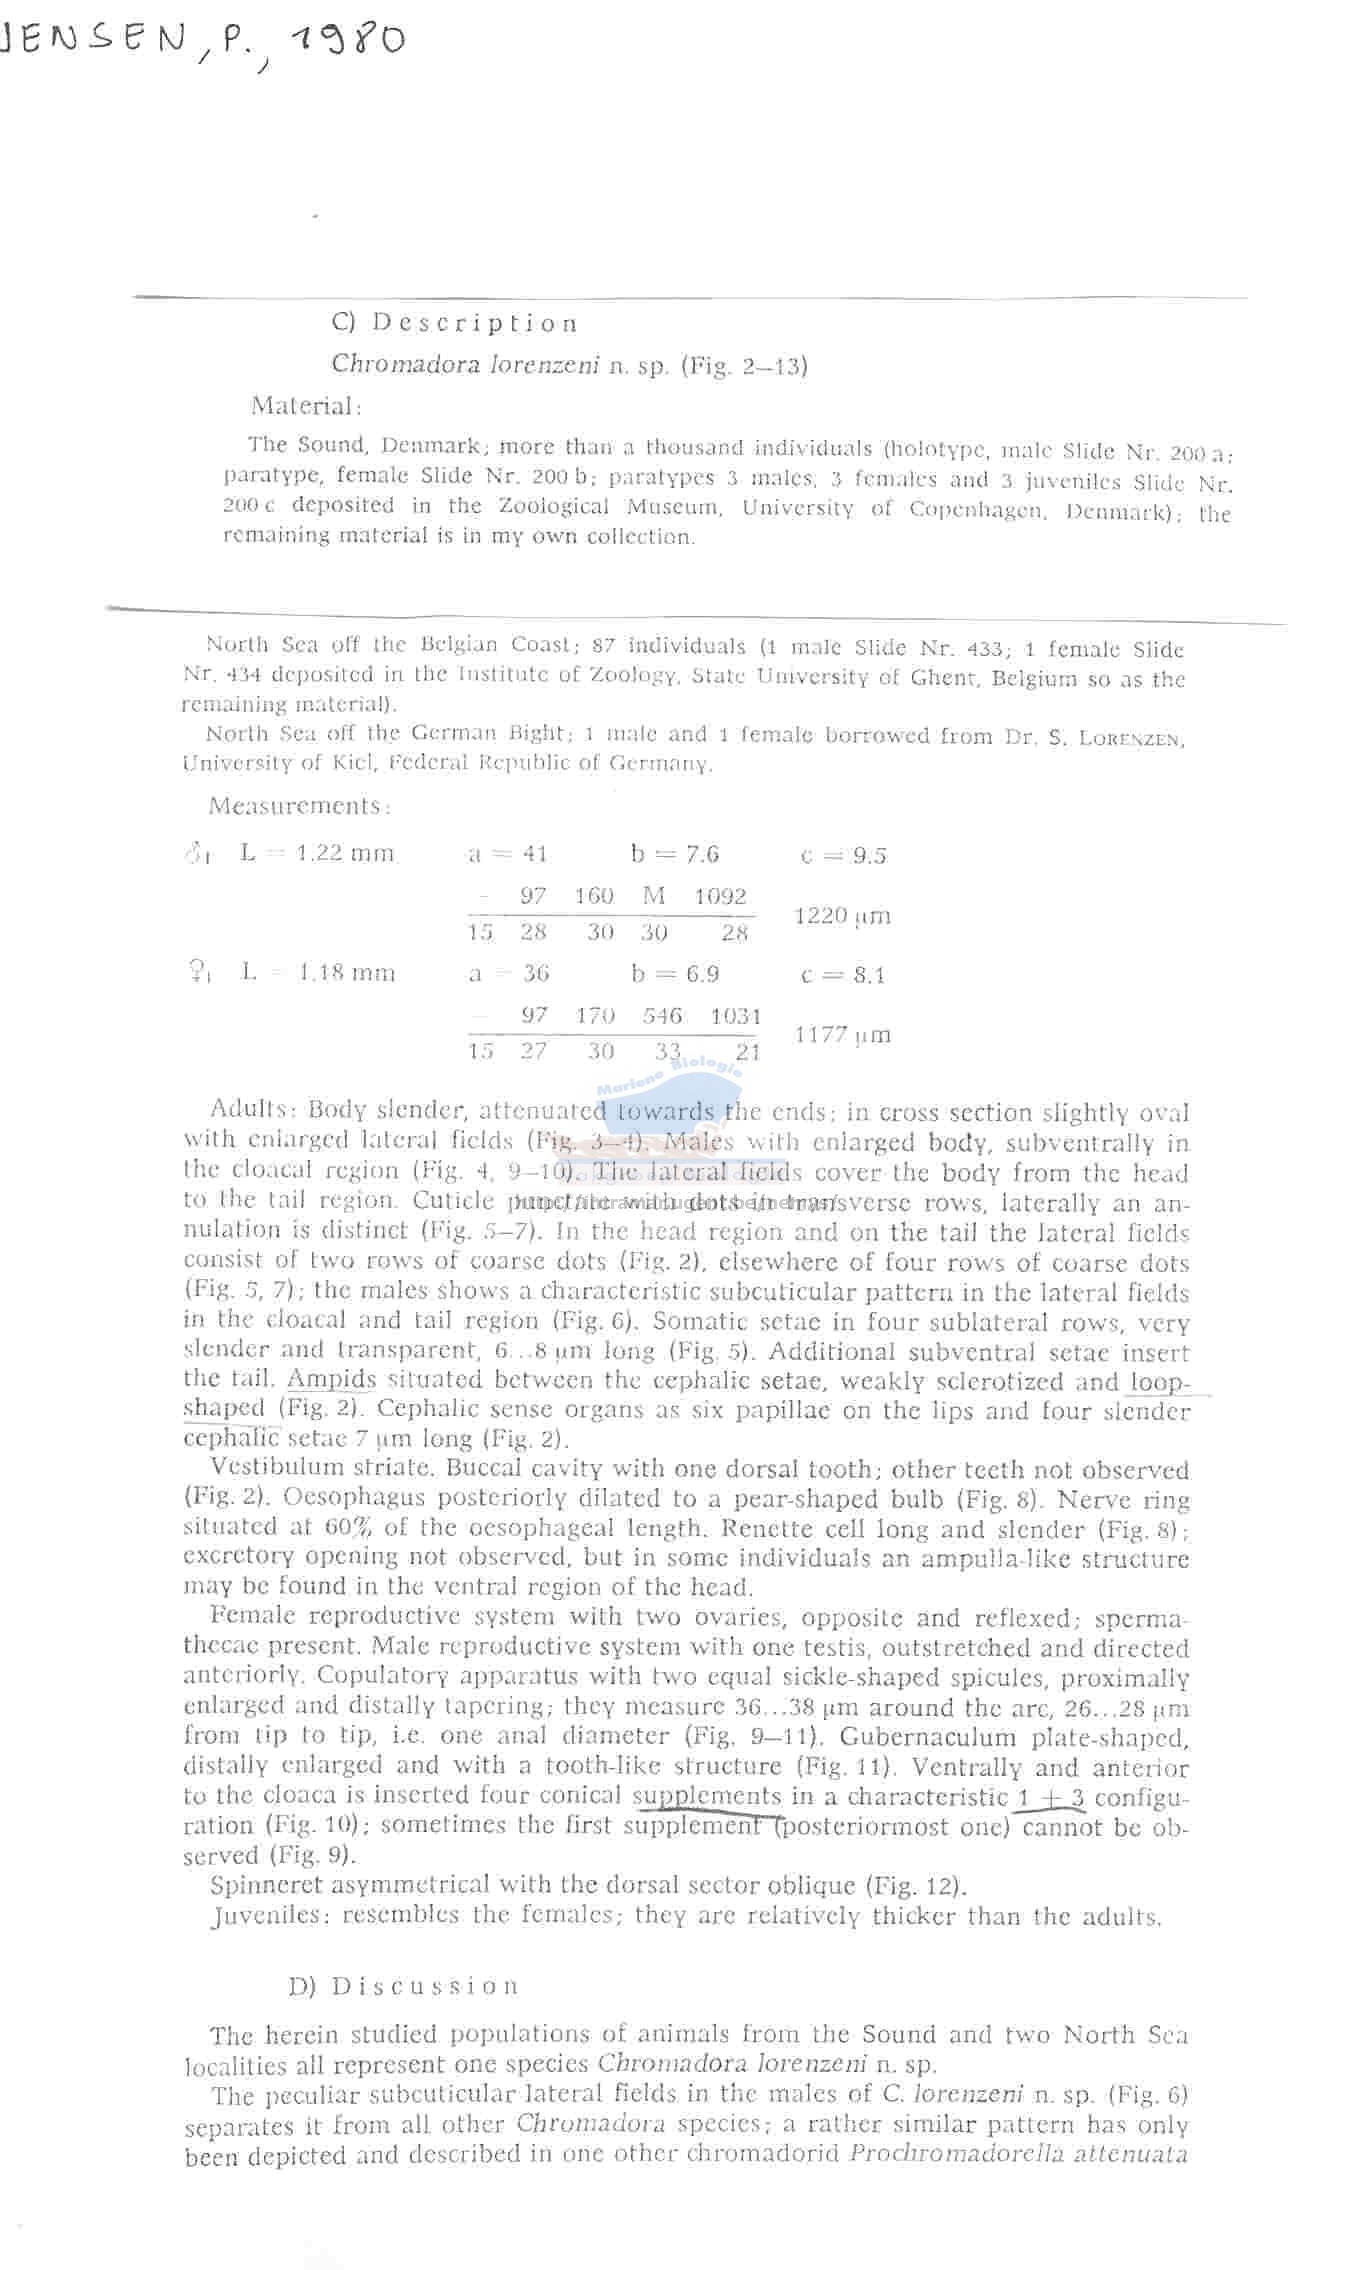 JENSEN, P., 1980
C) Description
Chromadora lorenzeni n. sp. (Fig. 2—13)
Material:
The Sound, Denmark; more than a thousand individuals (holotype, male Slide Nr. 200 a;
paratype, female Slide Nr. 200 b; paratypes 3 males, 3 females and 3 juveniles Slide Nr.
200 c deposited in the Zoological Museum, University of Copenhagen, Denmark); the
remaining material is in my own collection.
North Sea off the Belgian Coast; 87 individuals (1 male Slide Nr. 433; 1 female Slide
Nr. 434 deposited in the Institute of Zoology, State University of Ghent, Belgium so as the
remaining material).
North Sea off the German Bight; 1 male and 1 female borrowed from Dr. S. LORENZEN,
University of Kiel, Federal Republic of Germany.
Measurements:
♂₁ L = 1.22 mm a = 41 b = 7.6 c = 9.5
– 97 160 M 1092
1220 µm
15 28 30 30 28
♀₁ L = 1.18 mm a = 36 b = 6.9 c = 8.1
– 97 170 546 1031
1177 µm
15 27 30 33 21
Mariene Biologie
Adults: Body slender, attenuated towards the ends; in cross section slightly oval
with enlarged lateral fields (Fig. 3—4). Males with enlarged body, subventrally in
the cloacal region (Fig. 4, 9—10). The lateral fields cover the body from the head
to the tail region. Cuticle punctate with dots in transverse rows, laterally an an-
nulation is distinct (Fig. 5—7). In the head region and on the tail the lateral fields
consist of two rows of coarse dots (Fig. 2), elsewhere of four rows of coarse dots
(Fig. 5, 7); the males shows a characteristic subcuticular pattern in the lateral fields
in the cloacal and tail region (Fig. 6). Somatic setae in four sublateral rows, very
slender and transparent, 6...8 µm long (Fig. 5). Additional subventral setae insert
the tail. Ampids situated between the cephalic setae, weakly sclerotized and loop-
shaped (Fig. 2). Cephalic sense organs as six papillae on the lips and four slender
cephalic setae 7 µm long (Fig. 2).
Vestibulum striate. Buccal cavity with one dorsal tooth; other teeth not observed
(Fig. 2). Oesophagus posteriorly dilated to a pear-shaped bulb (Fig. 8). Nerve ring
situated at 60% of the oesophageal length. Renette cell long and slender (Fig. 8);
excretory opening not observed, but in some individuals an ampulla-like structure
may be found in the ventral region of the head.
Female reproductive system with two ovaries, opposite and reflexed; sperma-
thecae present. Male reproductive system with one testis, outstretched and directed
anteriorly. Copulatory apparatus with two equal sickle-shaped spicules, proximally
enlarged and distally tapering; they measure 36...38 µm around the arc, 26...28 µm
from tip to tip, i.e. one anal diameter (Fig. 9—11). Gubernaculum plate-shaped,
distally enlarged and with a tooth-like structure (Fig. 11). Ventrally and anterior
to the cloaca is inserted four conical supplements in a characteristic 1 + 3 configu-
ration (Fig. 10); sometimes the first supplement (posteriormost one) cannot be ob-
served (Fig. 9).
Spinneret asymmetrical with the dorsal sector oblique (Fig. 12).
Juveniles: resembles the females; they are relatively thicker than the adults.
D) Discussion
The herein studied populations of animals from the Sound and two North Sea
localities all represent one species Chromadora lorenzeni n. sp.
The peculiar subcuticular lateral fields in the males of C. lorenzeni n. sp. (Fig. 6)
separates it from all other Chromadora species; a rather similar pattern has only
been depicted and described in one other chromadorid Prochromadorella attenuata